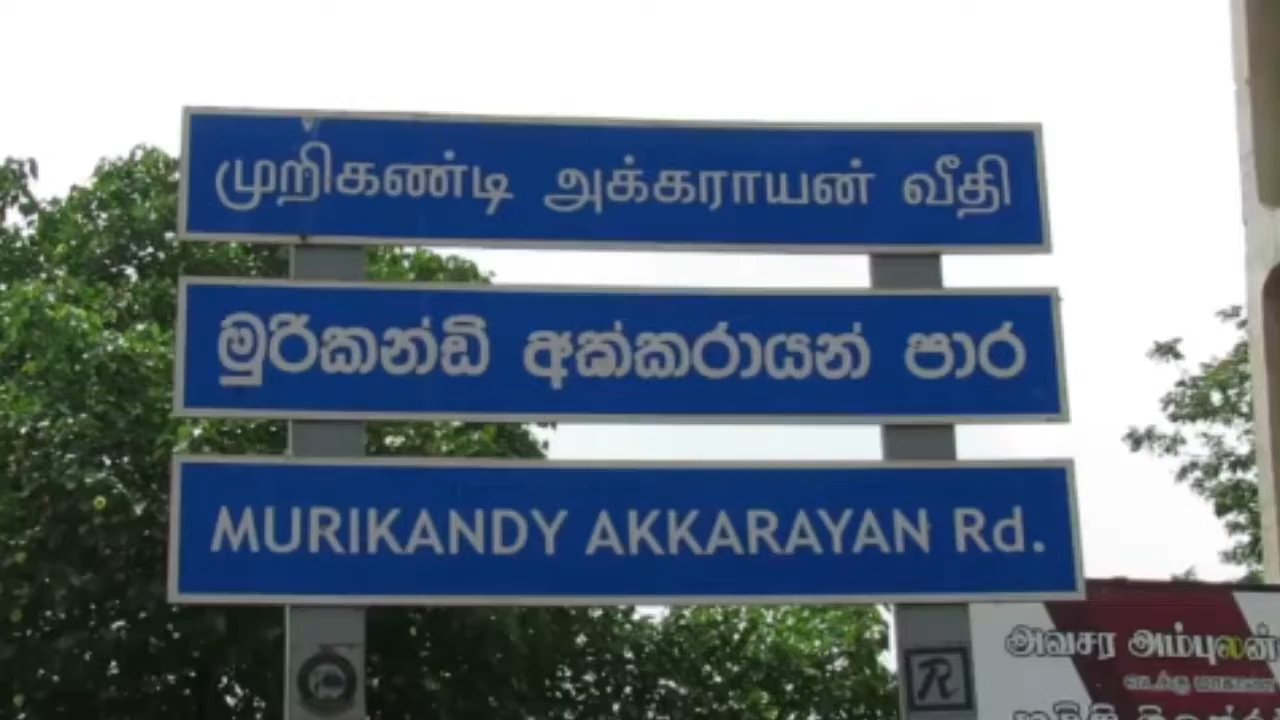 முறிகண்டி அக்கராயன் வீதி
මුරිකන්ඩි අක්කරායන් පාර
MURIKANDY AKKARAYAN Rd.
R
அவசர அம்புலன்